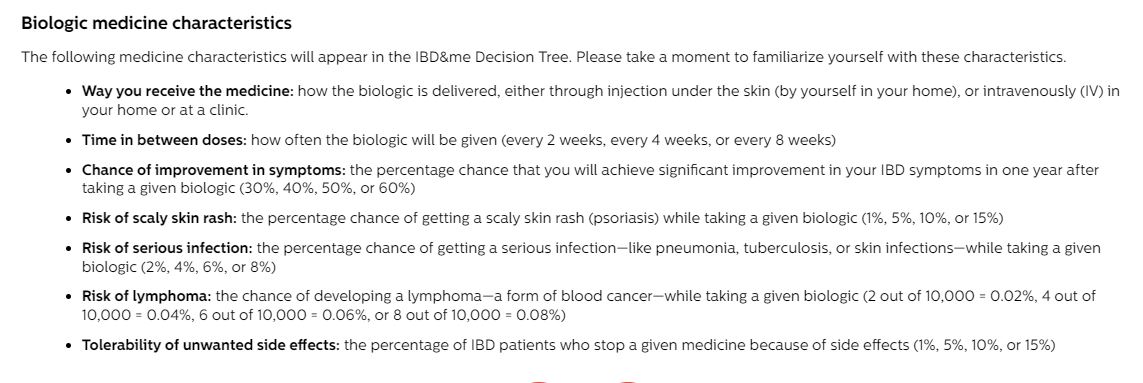 Biologic medicine characteristics
The following medicine characteristics will appear in the IBD&me Decision Tree. Please take a moment to familiarize yourself with these characteristics.
• Way you receive the medicine: how the biologic is delivered, either through injection under the skin (by yourself in your home), or intravenously (IV) in
your home or at a clinic.
• Time in between doses: how often the biologic will be given (every 2 weeks, every 4 weeks, or every 8 weeks)
• Chance of improvement in symptoms: the percentage chance that you will achieve significant improvement in your IBD symptoms in one year after
taking a given biologic (30%, 40%, 50%, or 60%)
• Risk of scaly skin rash: the percentage chance of getting a scaly skin rash (psoriasis) while taking a given biologic (1%, 5%, 10%, or 15%)
• Risk of serious infection: the percentage chance of getting a serious infection—like pneumonia, tuberculosis, or skin infections—while taking a given
biologic (2%, 4%, 6%, or 8%)
• Risk of lymphoma: the chance of developing a lymphoma—a form of blood cancer—while taking a given biologic (2 out of 10,000 = 0.02%, 4 out of
10,000 = 0.04%, 6 out of 10,000 = 0.06%, or 8 out of 10,000 = 0.08%)
• Tolerability of unwanted side effects: the percentage of IBD patients who stop a given medicine because of side effects (1%, 5%, 10%, or 15%)